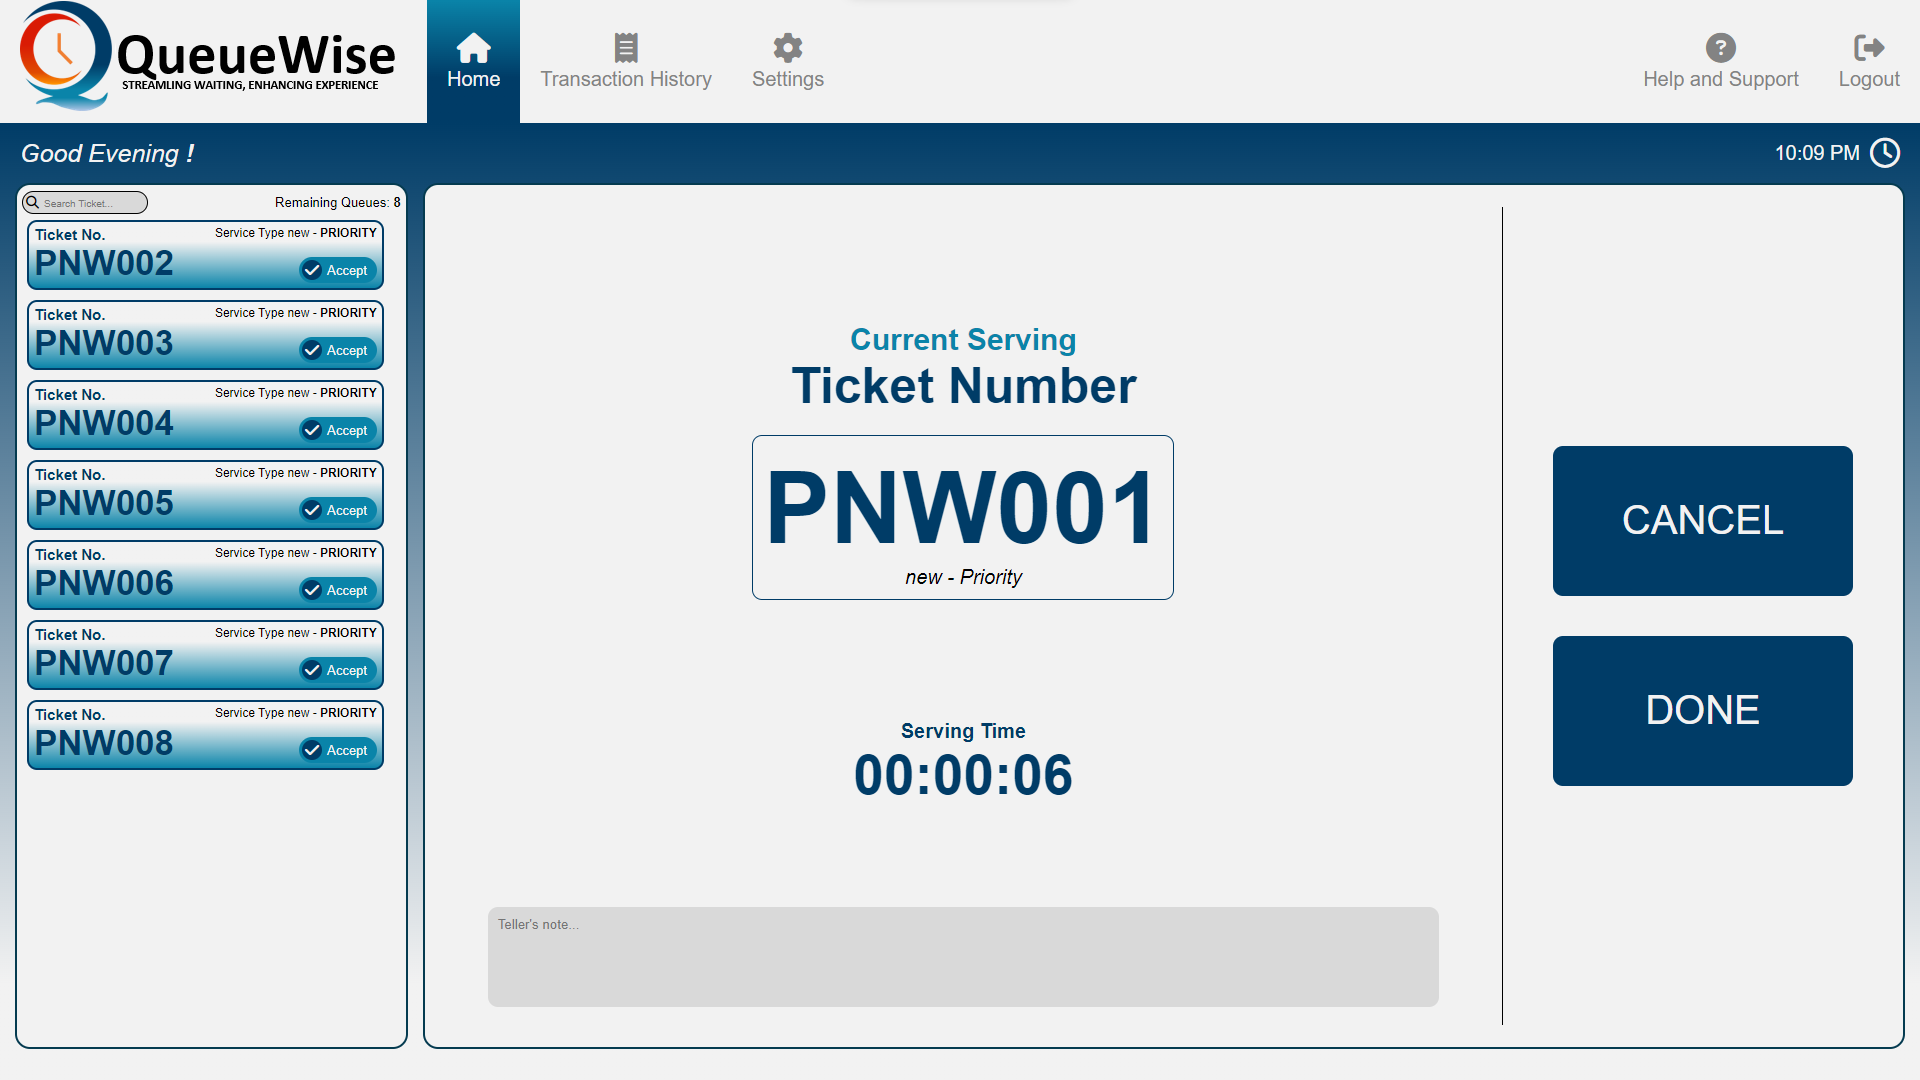 QueueWise
STREAMLING WAITING, ENHANCING EXPERIENCE
Home
Transaction History
Settings
Help and Support
Logout
Good Evening !
10:09 PM
Search Ticket...
Remaining Queues: 8
Ticket No.
Service Type new - PRIORITY
PNW002
Accept
Ticket No.
Service Type new - PRIORITY
PNW003
Accept
Ticket No.
Service Type new - PRIORITY
PNW004
Accept
Ticket No.
Service Type new - PRIORITY
PNW005
Accept
Ticket No.
Service Type new - PRIORITY
PNW006
Accept
Ticket No.
Service Type new - PRIORITY
PNW007
Accept
Ticket No.
Service Type new - PRIORITY
PNW008
Accept
Current Serving
Ticket Number
PNW001
new - Priority
Serving Time
00:00:06
Teller's note...
CANCEL
DONE